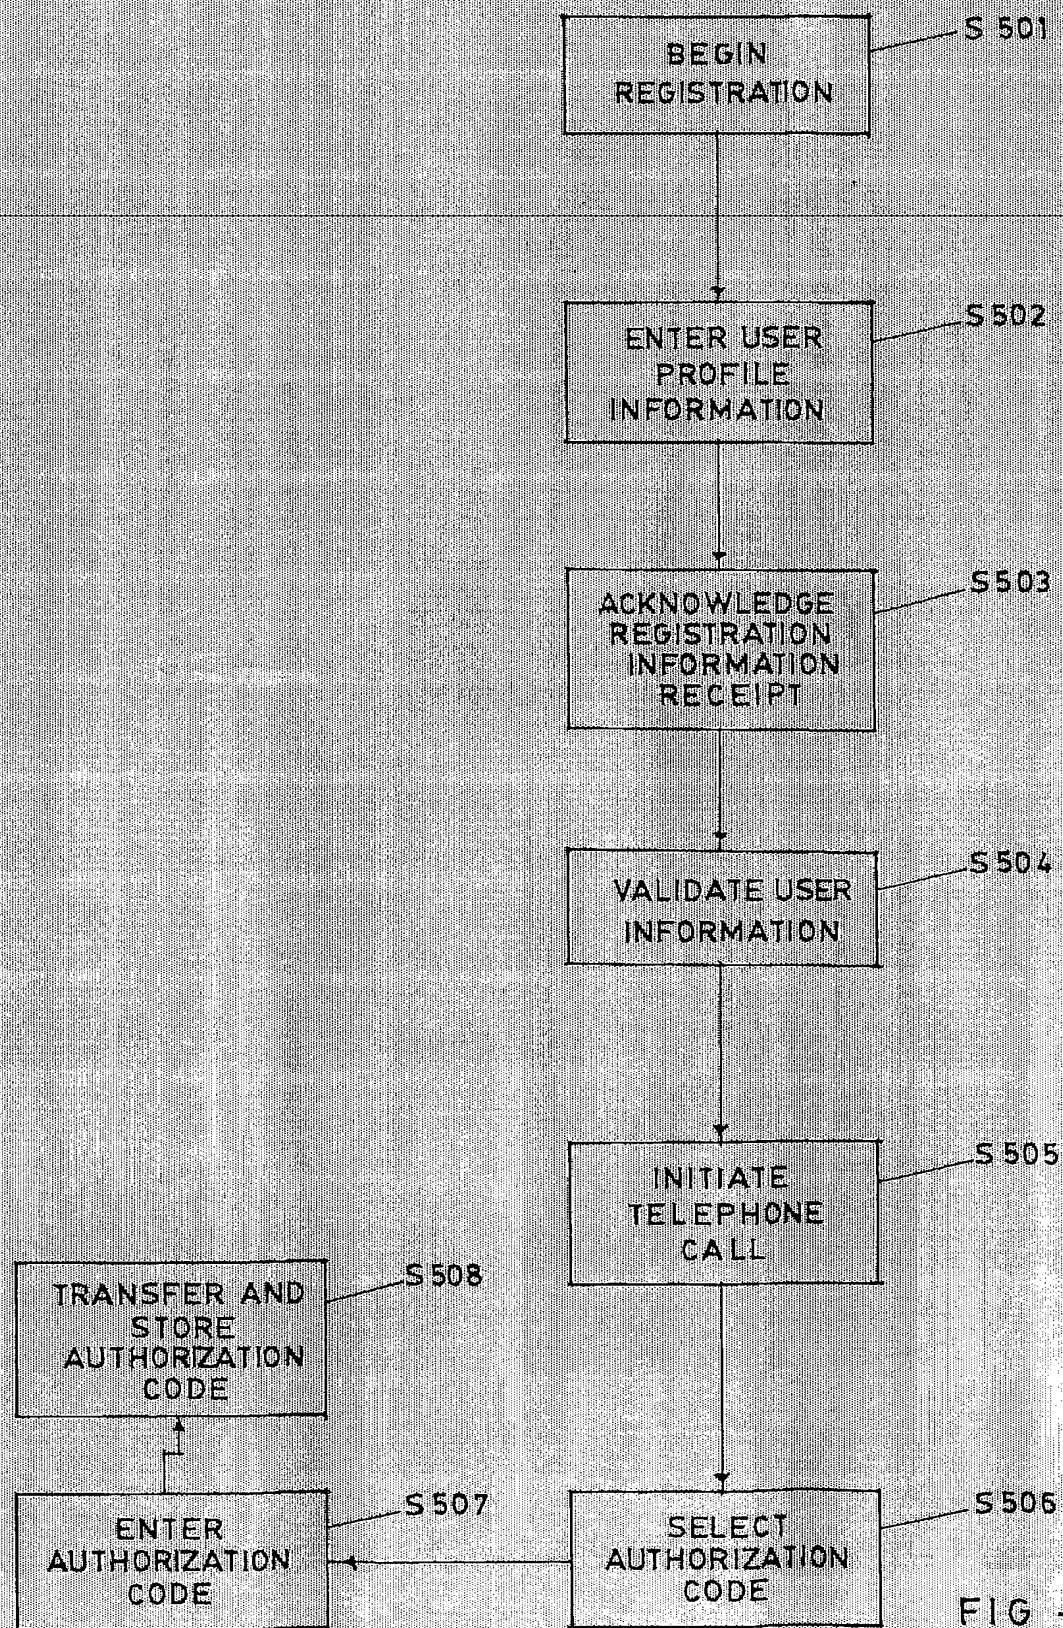 S 501
BEGIN
REGISTRATION
S 502
ENTER USER
PROFILE
INFORMATION
S 503
ACKNOWLEDGE
REGISTRATION
INFORMATION
RECEIPT
S 504
VALIDATE USER
INFORMATION
S 505
INITIATE
TELEPHONE
CALL
S 506
SELECT
AUTHORIZATION
CODE
S 507
ENTER
AUTHORIZATION
CODE
S 508
TRANSFER AND
STORE
AUTHORIZATION
CODE
FIG